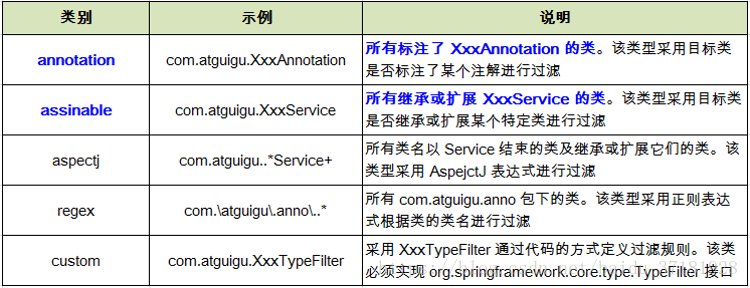 类别 示例 说明
annotation com.atguigu.XxxAnnotation 所有标注了 XxxAnnotation 的类。该类型采用目标类
是否标注了某个注解进行过滤
assinable com.atguigu.XxxService 所有继承或扩展 XxxService 的类。该类型采用目标类
是否继承或扩展某个特定类进行过滤
aspectj com.atguigu..*Service+ 所有类名以 Service 结束的类及继承或扩展它们的类。该
类型采用 AspejctJ 表达式进行过滤
regex com.\atguigu\.anno\..* 所有 com.atguigu.anno 包下的类。该类型采用正则表达
式根据类的类名进行过滤
custom com.atguigu.XxxTypeFilter 采用 XxxTypeFilter 通过代码的方式定义过滤规则。该类
必须实现 org.springframework.core.type.TypeFilter 接口